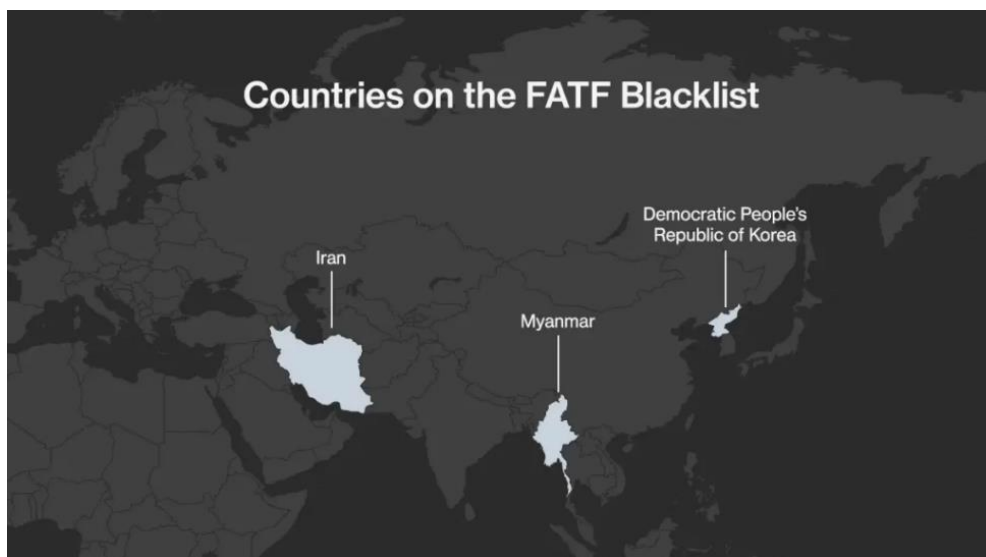 Countries on the FATF Blacklist
Democratic People's
Republic of Korea
Iran
Myanmar